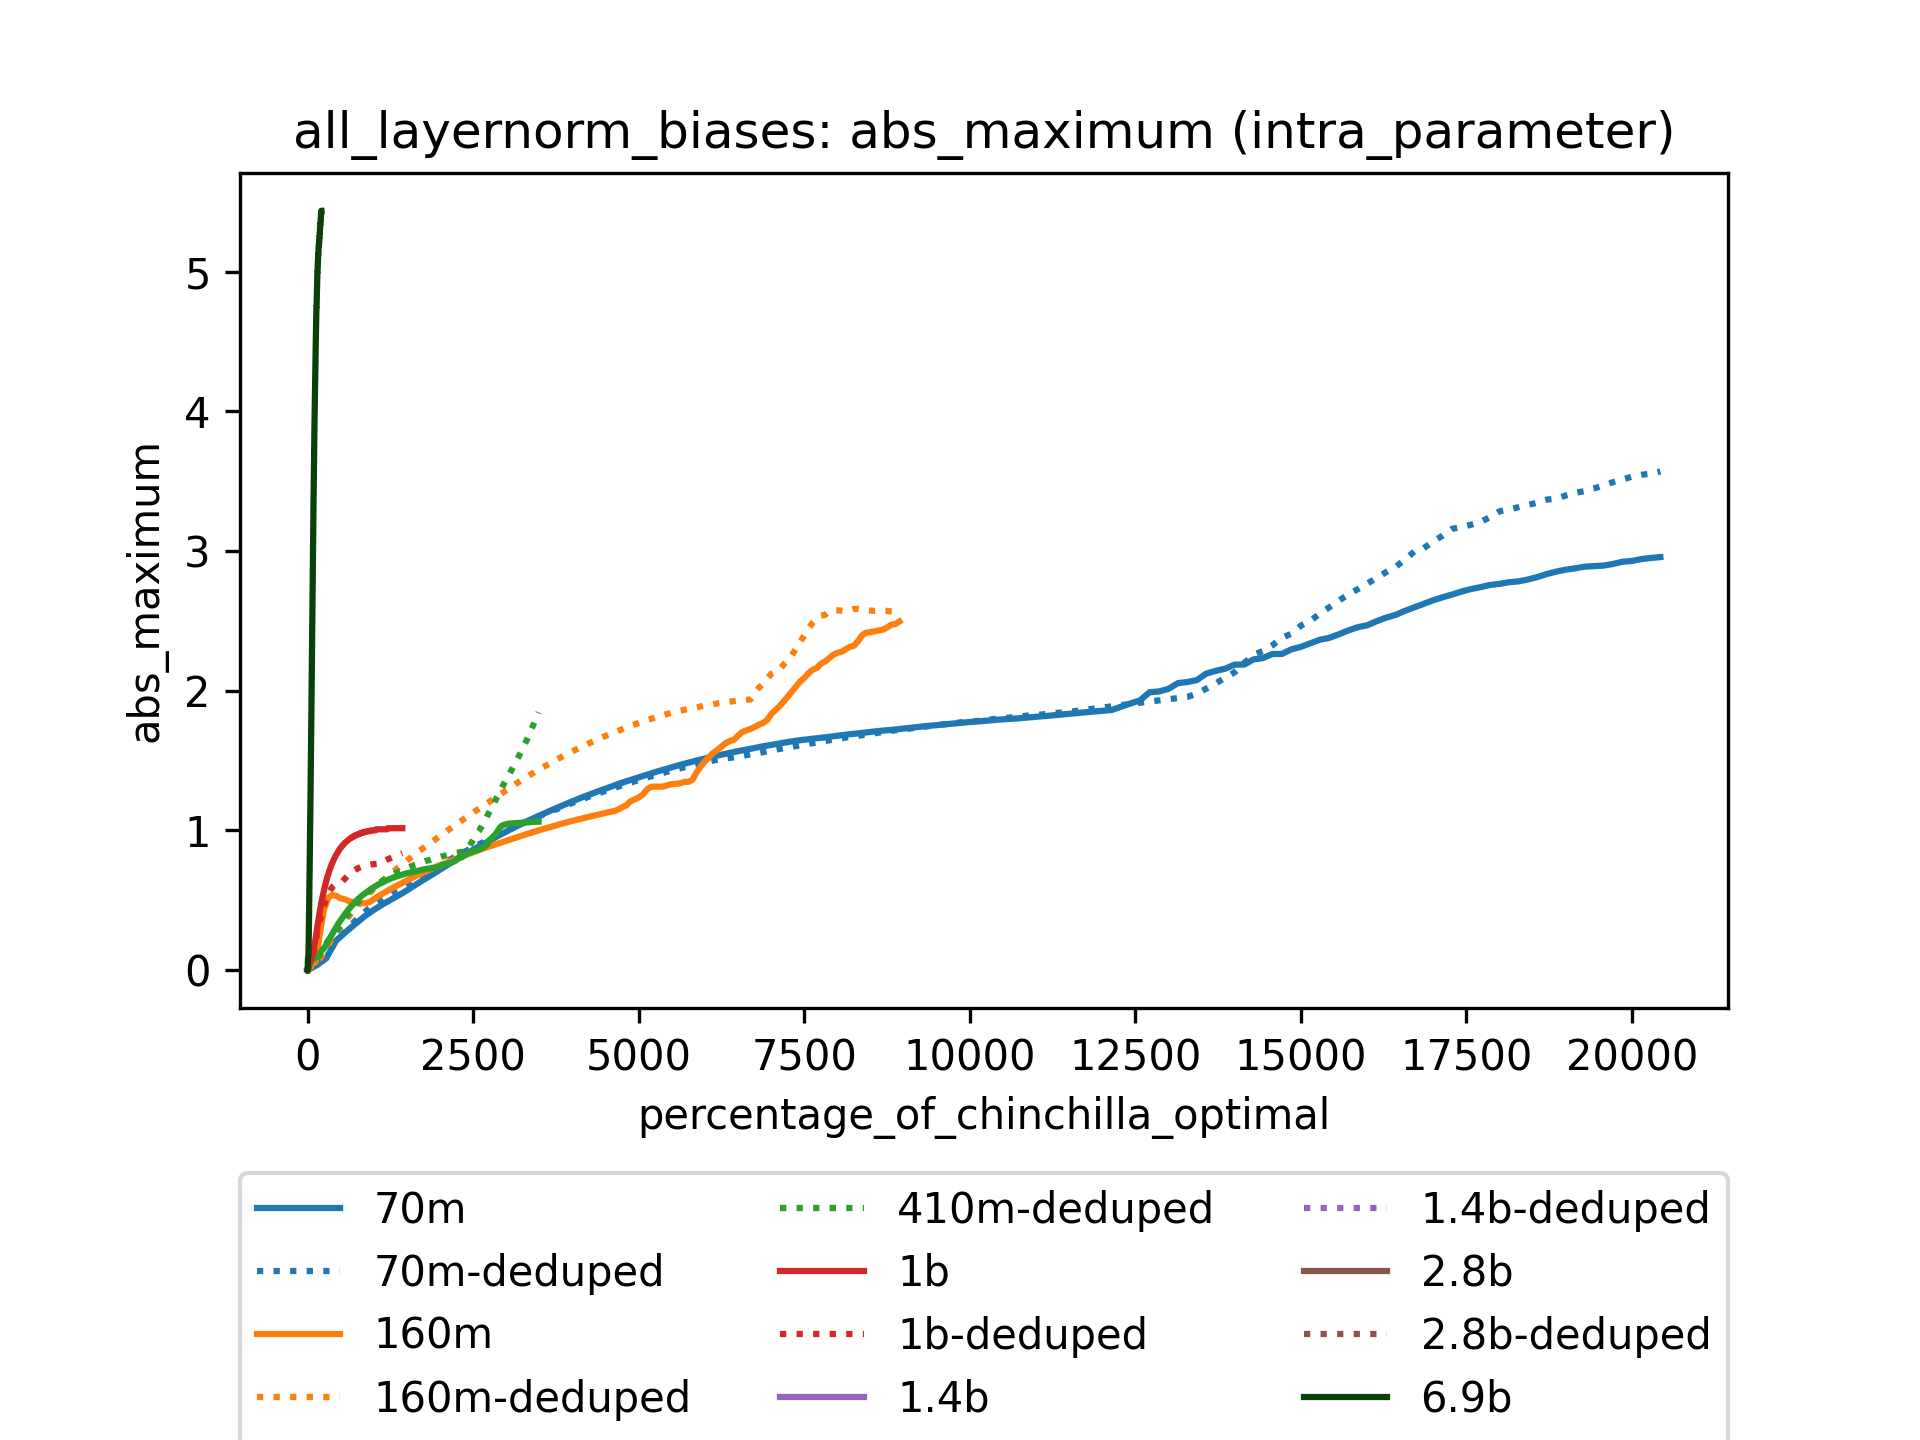 all_layernorm_biases: abs_maximum (intra_parameter)
abs_maximum
5
4
3
2
1
0
0 2500 5000 7500 10000 12500 15000 17500 20000
percentage_of_chinchilla_optimal
70m
70m-deduped
160m
160m-deduped
410m-deduped
1b
1b-deduped
1.4b
1.4b-deduped
2.8b
2.8b-deduped
6.9b